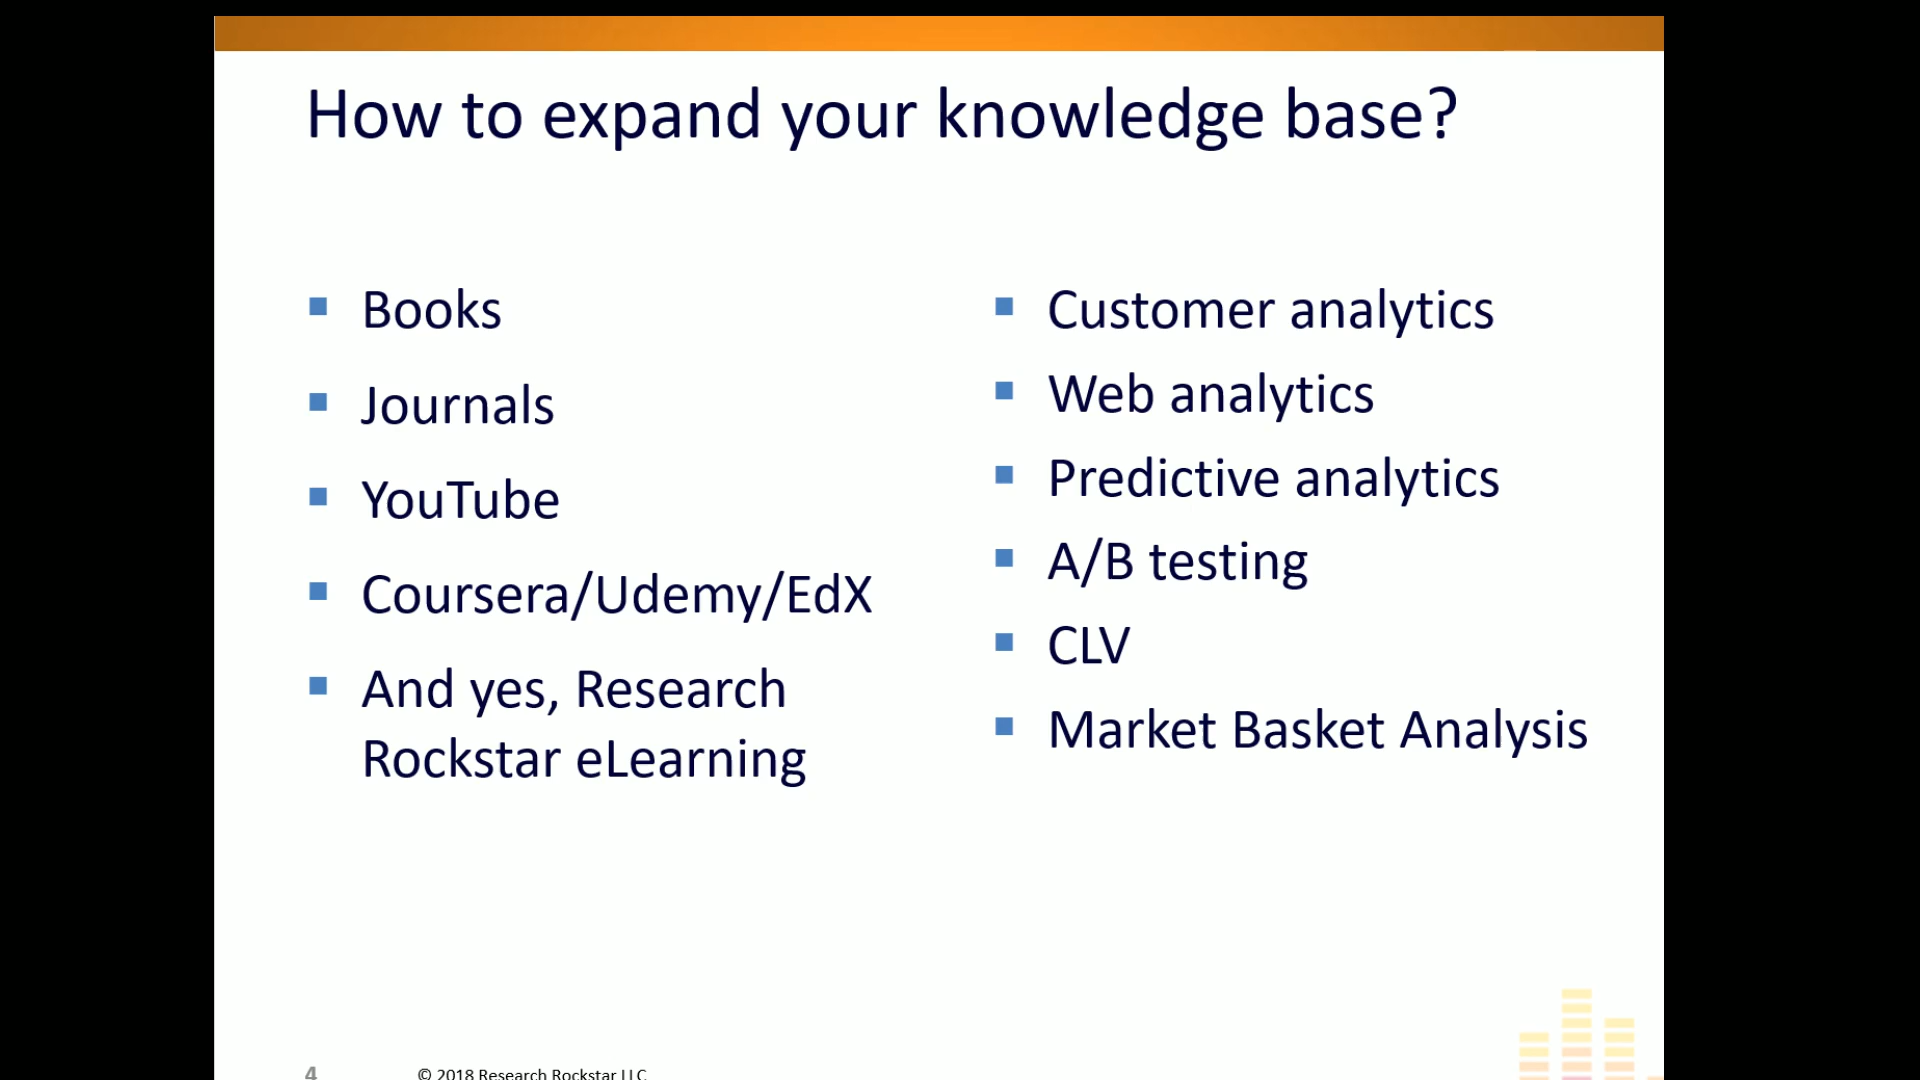 How to expand your knowledge base?
Books
Journals
YouTube
Coursera/Udemy/EdX
And yes, Research
Rockstar eLearning
Customer analytics
Web analytics
Predictive analytics
A/B testing
CLV
Market Basket Analysis
4
© 2018 Research Rockstar LLC